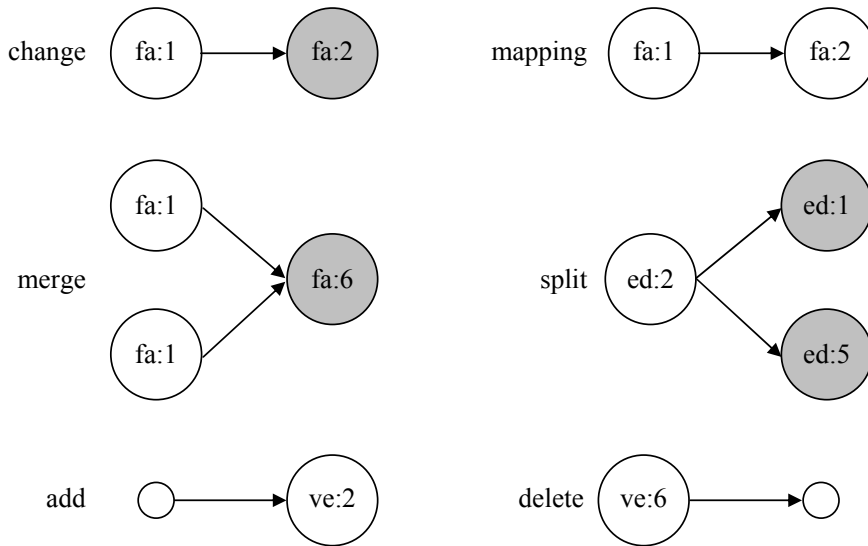 change fa:1 fa:2
mapping fa:1 fa:2
fa:1
merge fa:6
fa:1
ed:1
split ed:2
ed:5
add ve:2
delete ve:6